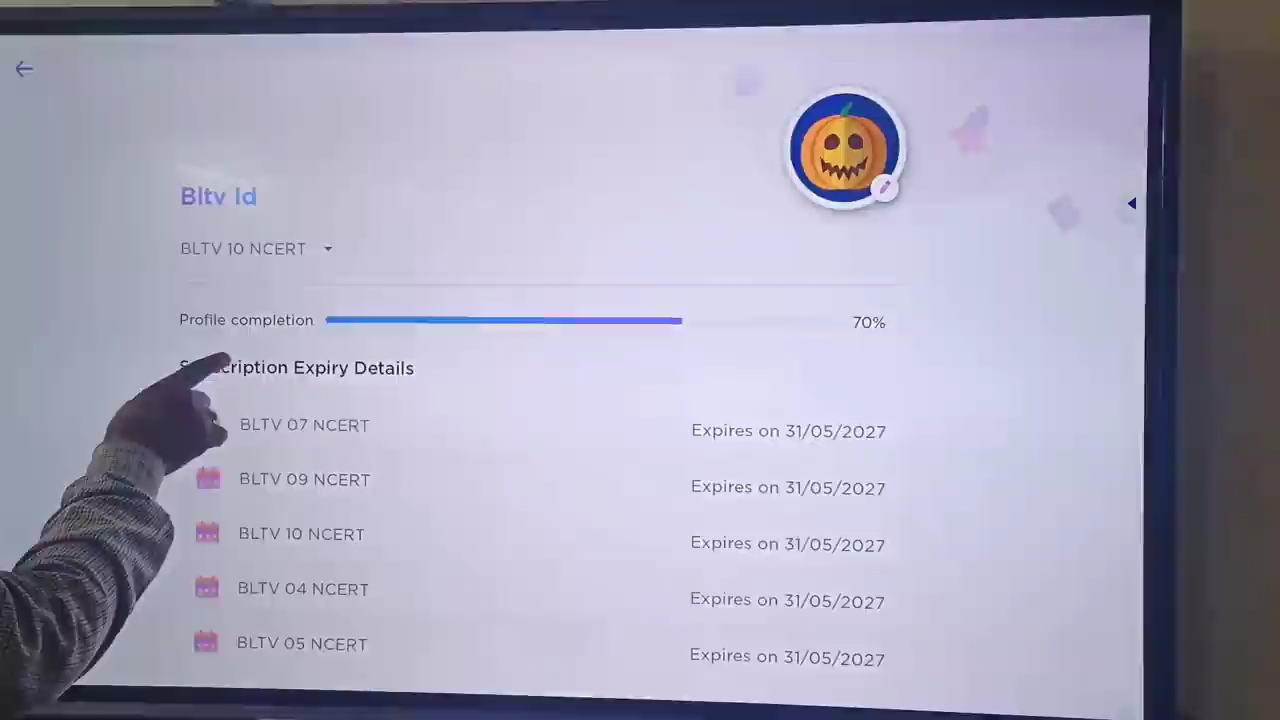 Bltv Id
BLTV 10 NCERT
Profile completion 70%
Expiry Details
BLTV 07 NCERT Expires on 31/05/2027
BLTV 09 NCERT Expires on 31/05/2027
BLTV 10 NCERT Expires on 31/05/2027
BLTV 04 NCERT Expires on 31/05/2027
BLTV 05 NCERT Expires on 31/05/2027